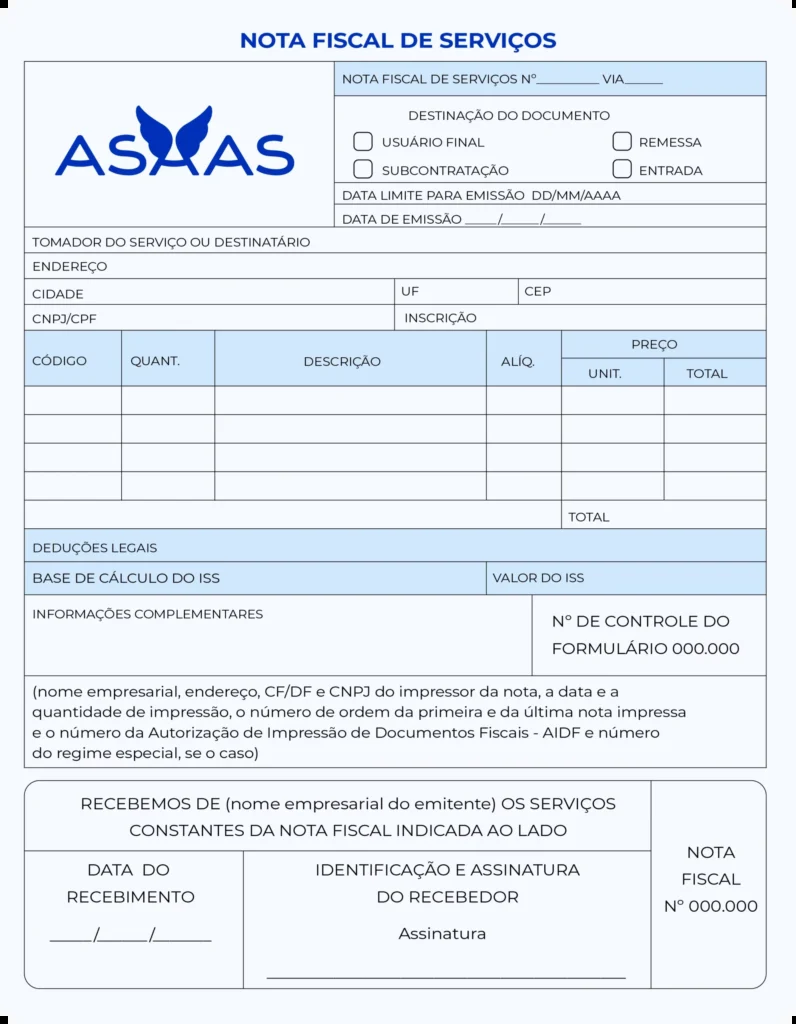 NOTA FISCAL DE SERVIÇOS
ASAAS
NOTA FISCAL DE SERVIÇOS Nº__________ VIA______
DESTINAÇÃO DO DOCUMENTO
USUÁRIO FINAL
REMESSA
SUBCONTRATAÇÃO
ENTRADA
DATA LIMITE PARA EMISSÃO DD/MM/AAAA
DATA DE EMISSÃO _____/______/______
TOMADOR DO SERVIÇO OU DESTINATÁRIO
ENDEREÇO
CIDADE
UF
CEP
CNPJ/CPF
INSCRIÇÃO
CÓDIGO
QUANT.
DESCRIÇÃO
ALÍQ.
PREÇO
UNIT.
TOTAL
TOTAL
DEDUÇÕES LEGAIS
BASE DE CÁLCULO DO ISS
VALOR DO ISS
INFORMAÇÕES COMPLEMENTARES
Nº DE CONTROLE DO
FORMULÁRIO 000.000
(nome empresarial, endereço, CF/DF e CNPJ do impressor da nota, a data e a
quantidade de impressão, o número de ordem da primeira e da última nota impressa
e o número da Autorização de Impressão de Documentos Fiscais - AIDF e número
do regime especial, se o caso)
RECEBEMOS DE (nome empresarial do emitente) OS SERVIÇOS
CONSTANTES DA NOTA FISCAL INDICADA AO LADO
DATA DO
RECEBIMENTO
_____/______/_______
IDENTIFICAÇÃO E ASSINATURA
DO RECEBEDOR
Assinatura
NOTA
FISCAL
Nº 000.000